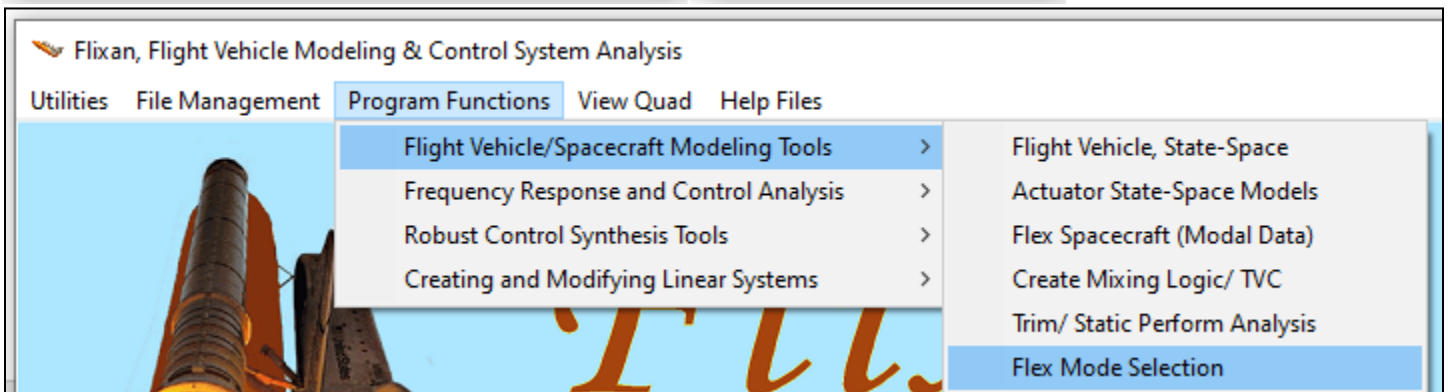 Flixan, Flight Vehicle Modeling & Control System Analysis
Utilities File Management Program Functions View Quad Help Files
Flight Vehicle/Spacecraft Modeling Tools >
Frequency Response and Control Analysis >
Robust Control Synthesis Tools >
Creating and Modifying Linear Systems >
Flight Vehicle, State-Space
Actuator State-Space Models
Flex Spacecraft (Modal Data)
Create Mixing Logic/ TVC
Trim/ Static Perform Analysis
Flex Mode Selection